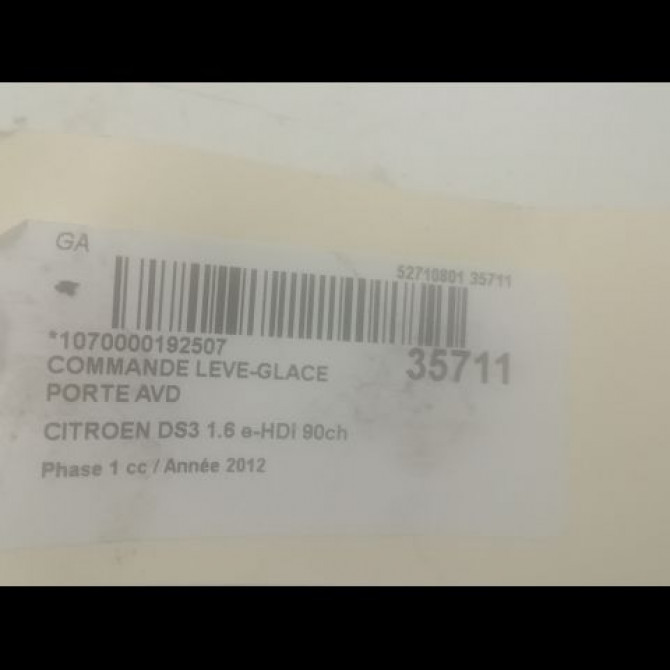 GA
52710801 35711
*1070000192507
35711
COMMANDE LEVE-GLACE
PORTE AVD
CITROEN DS3 1.6 e-HDi 90ch
Phase 1 cc / Année 2012